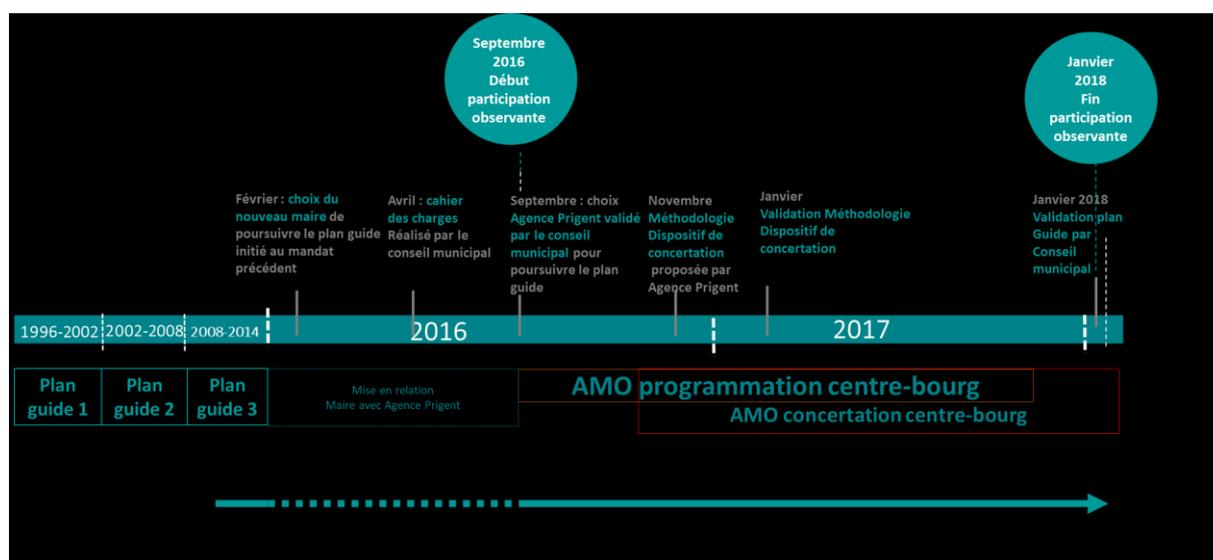 Septembre
2016
Début
participation
observante
Janvier
2018
Fin
participation
observante
Février : choix du
nouveau maire de
poursuivre le plan guide
initié au mandat
précédent
Avril : cahier
des charges
Réalisé par le
conseil municipal
Septembre : choix
Agence Prigent validé
par le conseil
municipal pour
poursuivre le plan
guide
Novembre
Méthodologie
Dispositif de
concertation
proposée par
Agence Prigent
Janvier
Validation Méthodologie
Dispositif de
concertation
Janvier 2018
Validation plan
Guide par
Conseil
municipal
1996-2002
2002-2008
2008-2014
2016
2017
Plan
guide 1
Plan
guide 2
Plan
guide 3
Mise en relation
Maire avec Agence Prigent
AMO programmation centre-bourg
AMO concertation centre-bourg